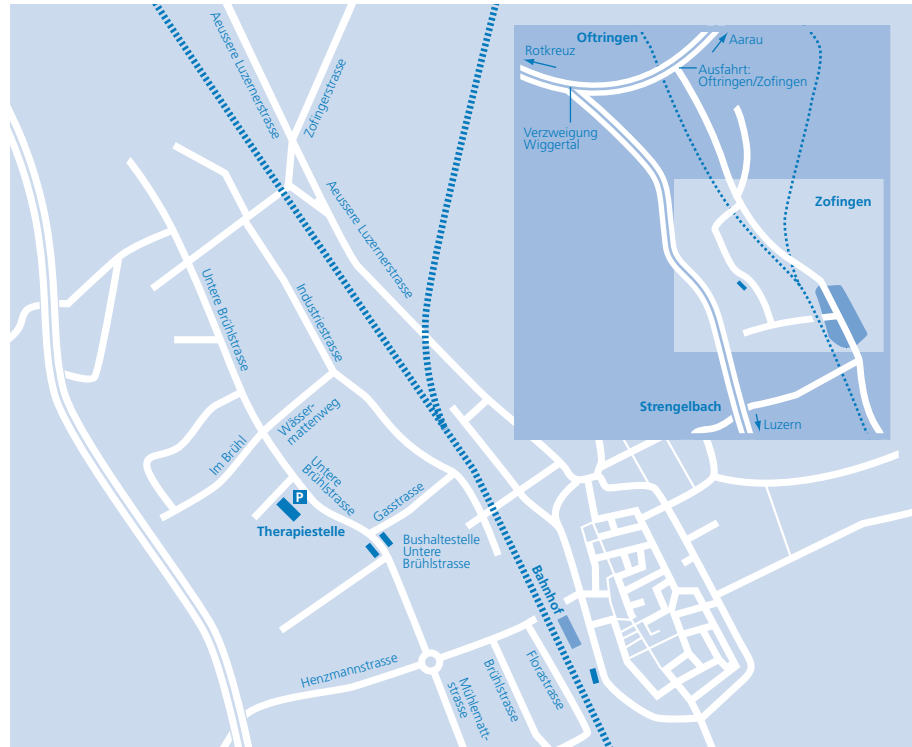 Aeussere Luzernerstrasse
Zofingerstrasse
Aeussere Luzernerstrasse
Oftringen
Aarau
Rotkreuz
Ausfahrt:
Oftringen/Zofingen
Verzweigung
Wiggertal
Zofingen
Strengelbach
Luzern
Untere Brühlstrasse
Industriestrasse
Wässer-
mattenweg
Im Brühl
Untere
Brühlstrasse
P
Gasstrasse
Therapiestelle
Bushaltestelle
Untere
Brühlstrasse
Bahnhof
Henzmannstrasse
Mühlematt-
strasse
Brühlstrasse
Florastrasse